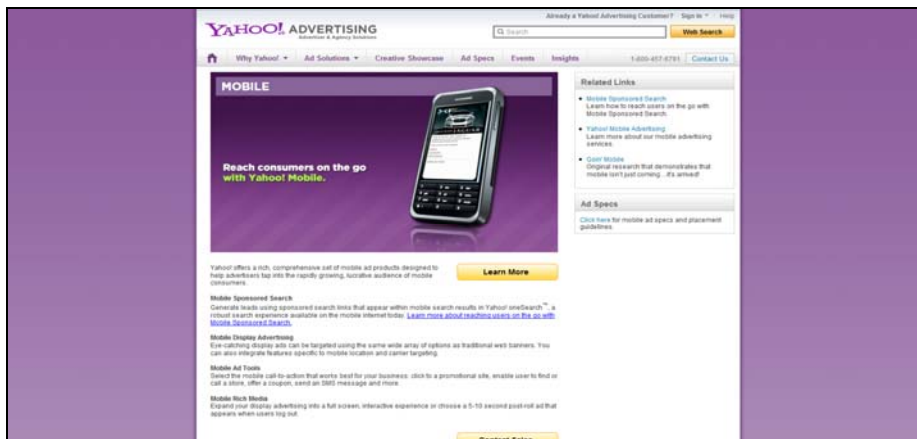 Already a Yahoo! Advertising Customer? Sign In Help
YAHOO! ADVERTISING
Advertiser & Agency Solutions
Search
Web Search
Why Yahoo! Ad Solutions Creative Showcase Ad Specs Events Insights
Contact Us
MOBILE
Reach consumers on the go
with Yahoo! Mobile.
Yahoo! offers a rich, comprehensive set of mobile ad products designed to
help advertisers tap into the rapidly growing, lucrative audience of mobile
consumers.
Learn More
Mobile Sponsored Search
Generate leads using sponsored search links that appear within mobile search results in Yahoo! oneSearch™, a
robust search experience available on the mobile internet today. Learn more about reaching users on the go with
Mobile Sponsored Search.
Mobile Display Advertising
Eye-catching display ads can be targeted using the same wide array of options as traditional web banners. You
can also integrate features specific to mobile location and carrier targeting.
Mobile Ad Tools
Select the mobile call-to-action that works best for your business: click to a promotional site, enable user to find or
call a store, offer a coupon, send an SMS message and more.
Mobile Rich Media
Expand your display advertising into a full screen, interactive experience or choose a 5-10 second post-roll ad that
appears when users log out.
Contact Sales
Related Links
Mobile Sponsored Search
Learn how to reach users on the go with
Mobile Sponsored Search.
Yahoo! Mobile Advertising
Learn more about our mobile advertising
services.
Goin' Mobile
Original research that demonstrates that
mobile isn't just coming...it's arrived!
Ad Specs
Click here for mobile ad specs and placement
guidelines.